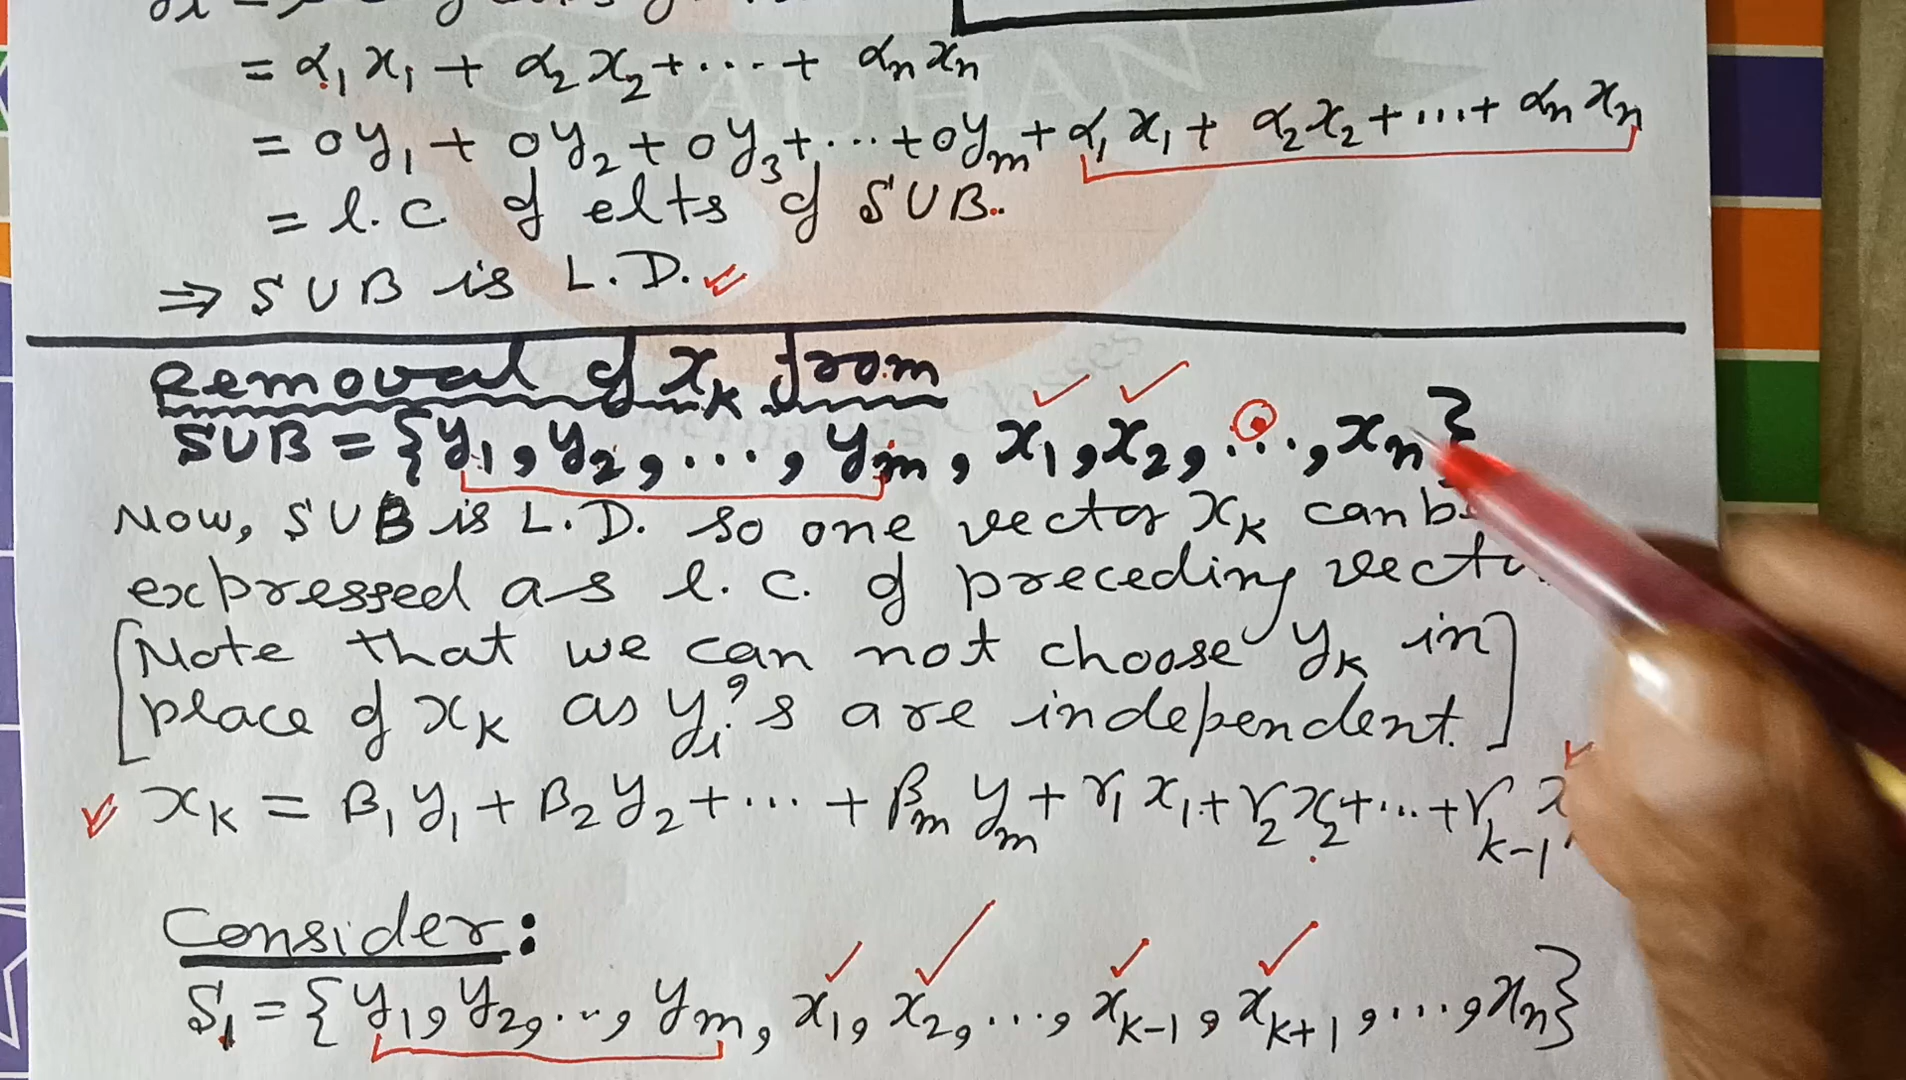 = α₁x₁ + α₂x₂ + .... + αₙxₙ
= 0y₁ + 0y₂ + 0y₃ + ... + 0yₘ + α₁x₁ + α₂x₂ + ... + αₙxₙ
= l.c. of elts of SUB.
⇒ SUB is L.D.
Removal of xₖ from
SUB = {y₁, y₂, ..., yₘ, x₁, x₂, ..., xₙ}
Now, SUB is L.D. so one vector xₖ can
expressed as l.c. of preceding
[Note that we can not choose yₖ in
place of xₖ as yᵢ's are independent.]
xₖ = β₁y₁ + β₂y₂ + ... + βₘyₘ + γ₁x₁ + γ₂x₂ + ... + γₖ₋₁ x
Consider:
S₁ = {y₁, y₂, ..., yₘ, x₁, x₂, ..., xₖ₋₁, xₖ₊₁, ..., xₙ}